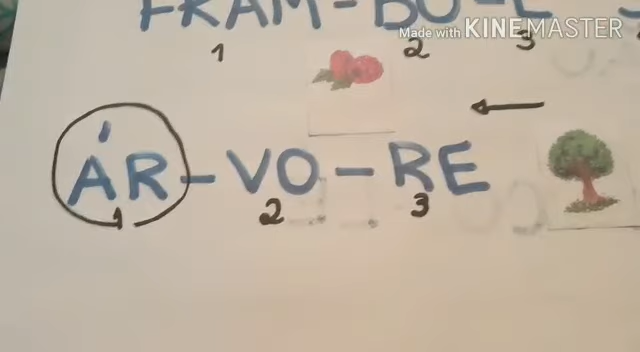 FRAM-BO-E
Made with KINEMASTER
1 2 3
ÁR-VO-RE
1 2 3